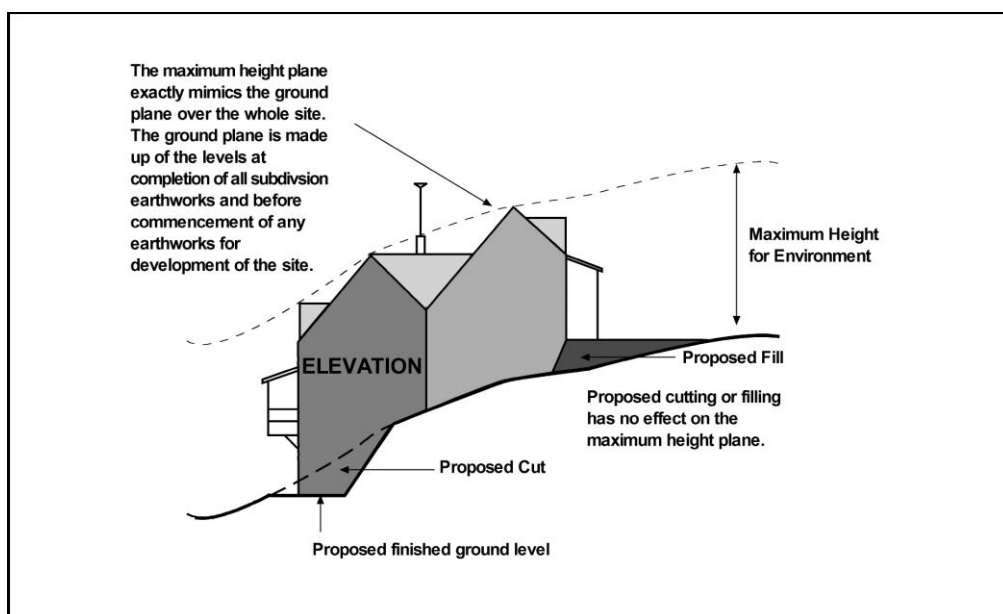 The maximum height plane
exactly mimics the ground
plane over the whole site.
The ground plane is made
up of the levels at
completion of all subdivsion
earthworks and before
commencement of any
earthworks for
development of the site.
Maximum Height
for Environment
ELEVATION
Proposed Fill
Proposed cutting or filling
has no effect on the
maximum height plane.
Proposed Cut
Proposed finished ground level